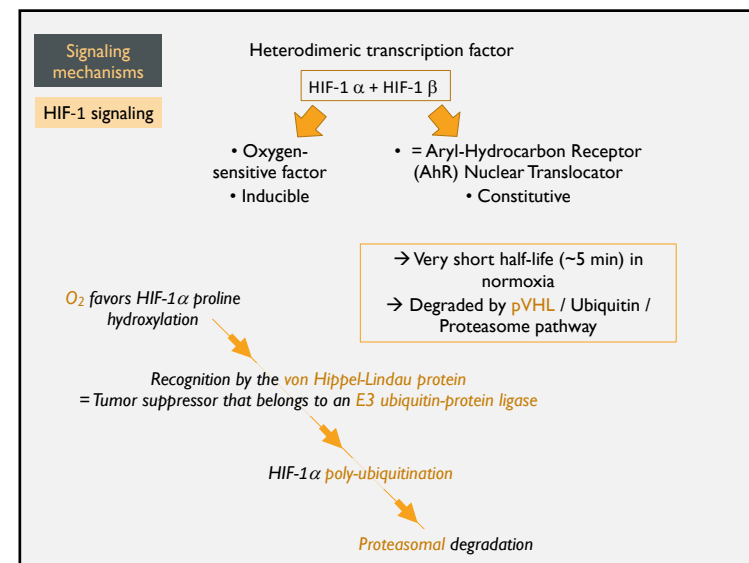 Signaling
mechanisms
HIF-1 signaling
Heterodimeric transcription factor
HIF-1 α + HIF-1 β
• Oxygen-
sensitive factor
• Inducible
• = Aryl-Hydrocarbon Receptor
(AhR) Nuclear Translocator
• Constitutive
→ Very short half-life (~5 min) in
normoxia
→ Degraded by pVHL / Ubiquitin /
Proteasome pathway
O₂ favors HIF-1α proline
hydroxylation
Recognition by the von Hippel-Lindau protein
= Tumor suppressor that belongs to an E3 ubiquitin-protein ligase
HIF-1α poly-ubiquitination
Proteasomal degradation